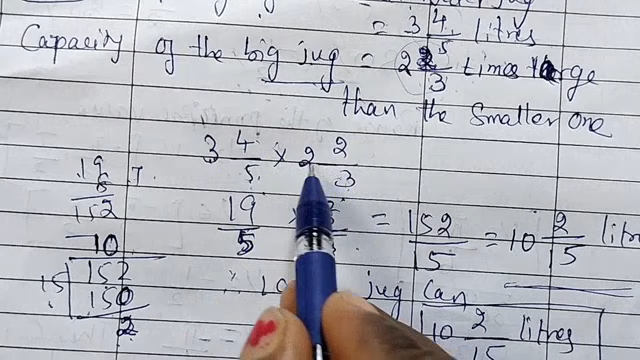 = 3 4/5 litres
Capacity of the big jug = 2 2/3 times large
than the smaller one
3 4/5 × 2 2/3
19/5 × = 152/15 = 10 2/15 litre
jug can
10 2/15 litres
19
8
152
10
15 152
150
2